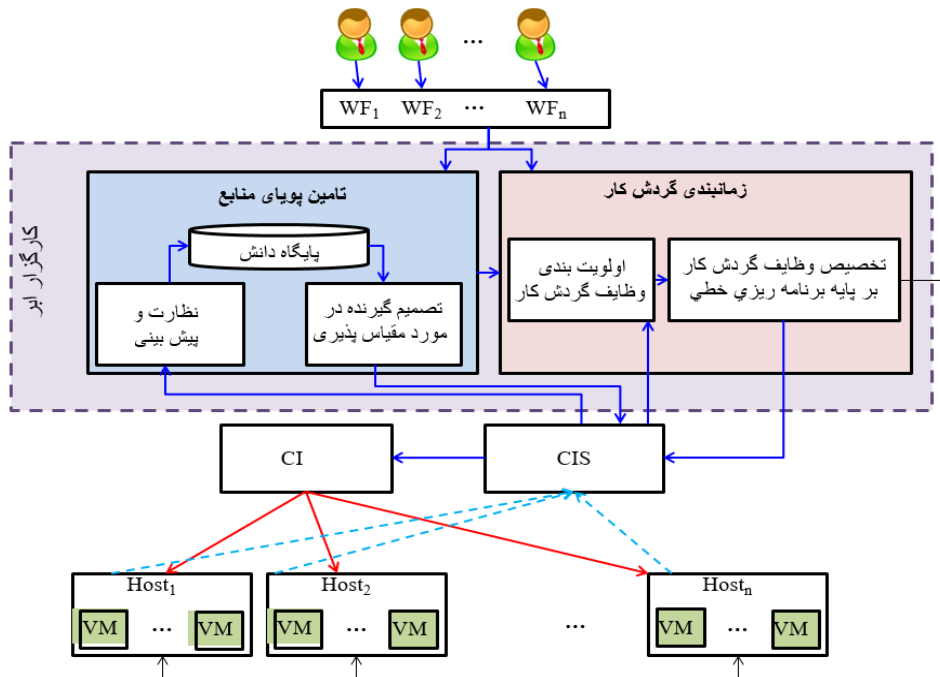 ...
WF1 WF2 ... WFn
کارگزار ابر
تامین پویای منابع
پایگاه دانش
نظارت و
پیش بینی
تصمیم گیرنده در
مورد مقیاس پذیری
زمانبندی گردش کار
اولویت بندی
وظایف گردش کار
تخصیص وظایف گردش کار
بر پایه برنامه ريزي خطي
CI
CIS
Host1
VM ... VM
Host2
VM ... VM
...
Hostn
VM ... VM